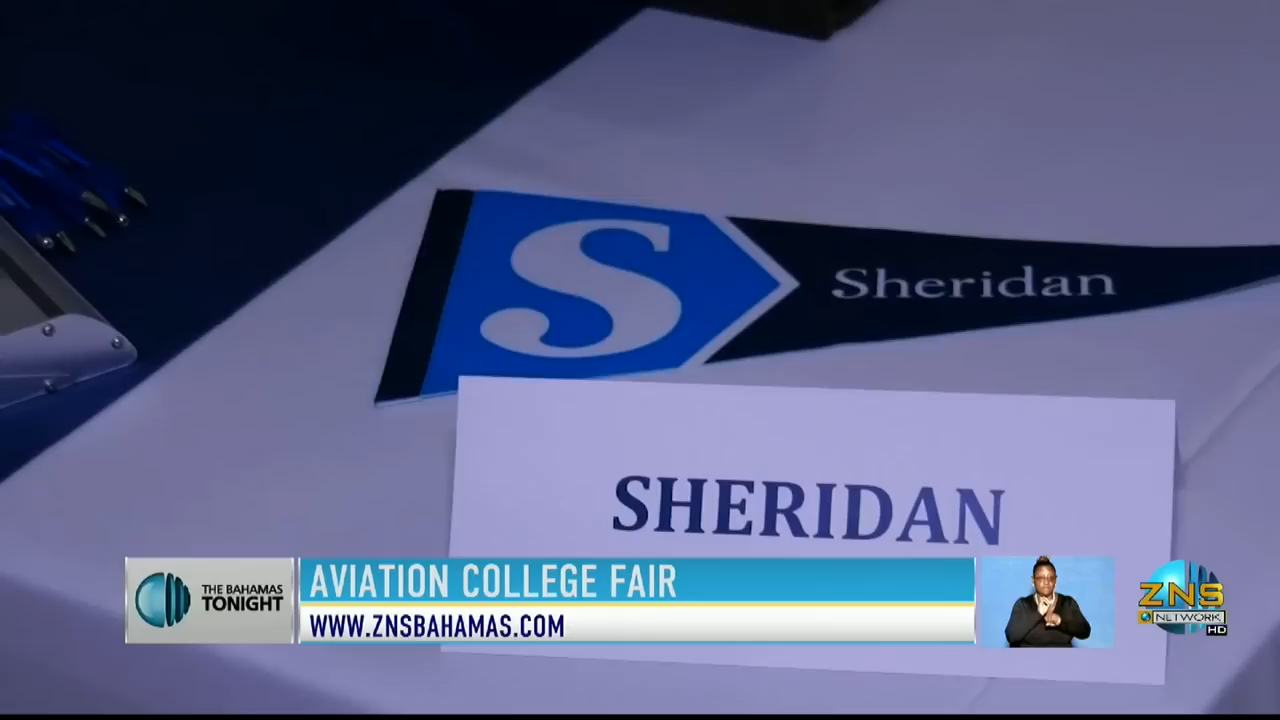 S
Sheridan
SHERIDAN
THE BAHAMAS
TONIGHT
AVIATION COLLEGE FAIR
WWW.ZNSBAHAMAS.COM
ZNS
NETWORK
HD